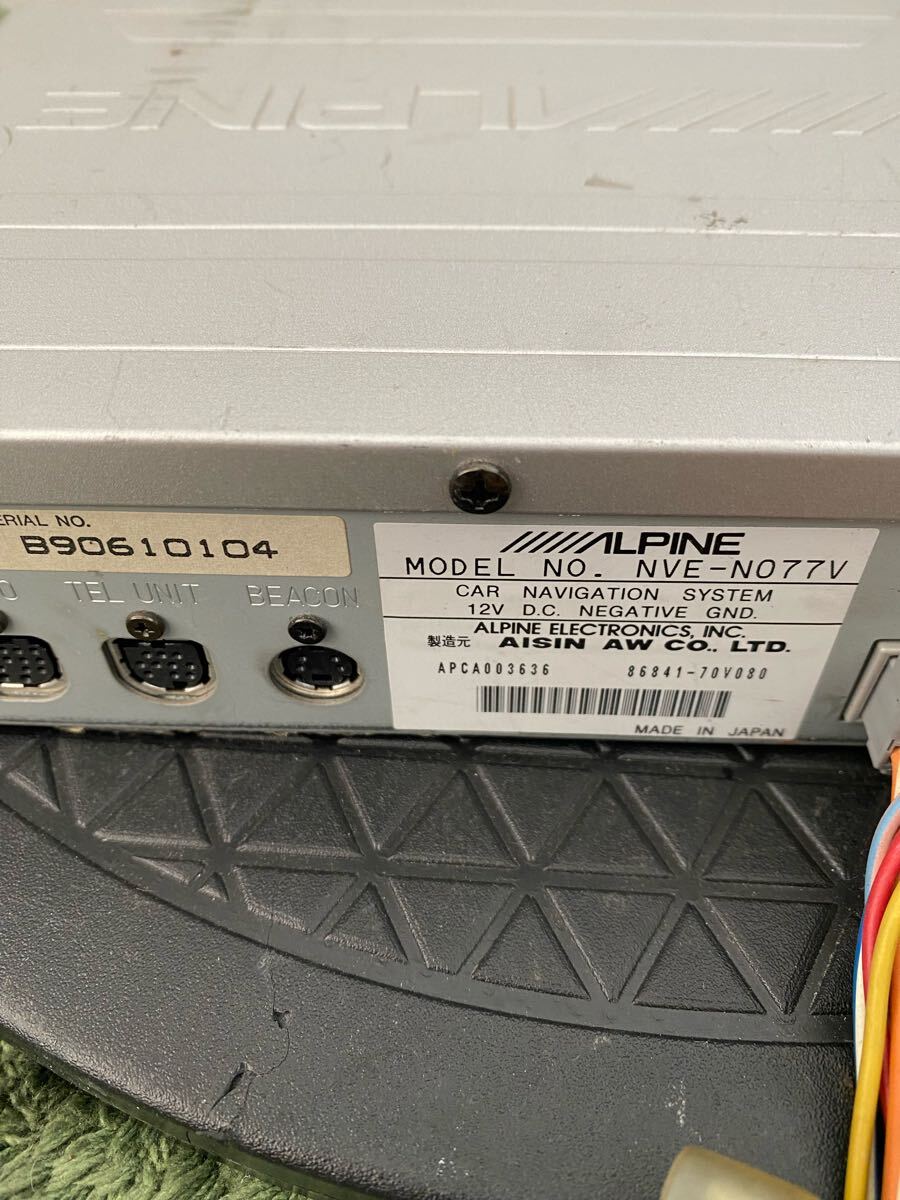 ALPINE
ERIAL NO.
B90610104
O
TEL UNIT
BEACON
ALPINE
MODEL NO. NVE-N077V
CAR NAVIGATION SYSTEM
12V D.C. NEGATIVE GND.
ALPINE ELECTRONICS, INC.
製造元 AISIN AW CO., LTD.
APCA003636 86841-70V080
MADE IN JAPAN